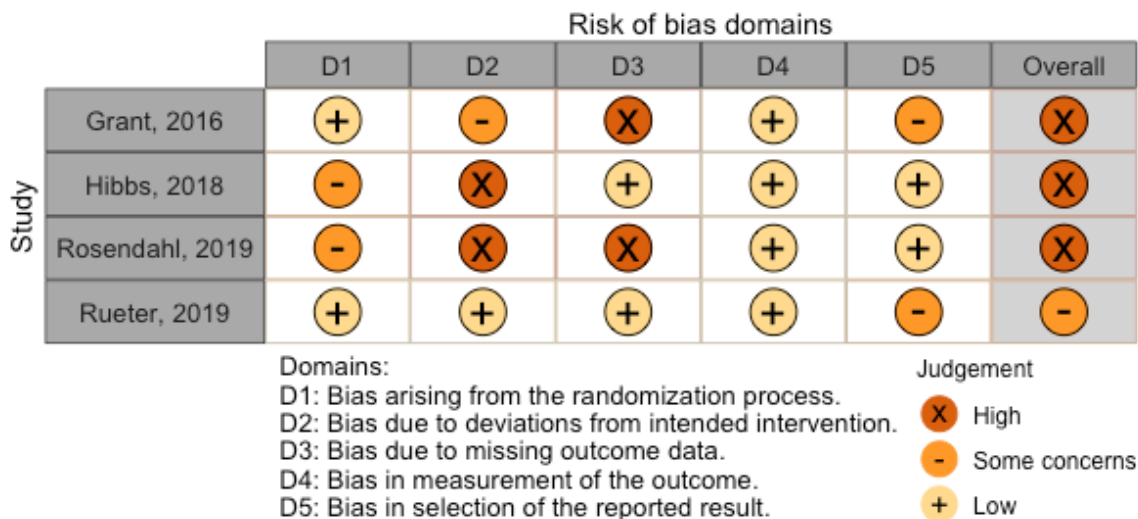 Risk of bias domains
D1 D2 D3 D4 D5 Overall
Study
Grant, 2016 + - X + - X
Hibbs, 2018 - X + + + X
Rosendahl, 2019 - X X + + X
Rueter, 2019 + + + + - -
Domains:
D1: Bias arising from the randomization process.
D2: Bias due to deviations from intended intervention.
D3: Bias due to missing outcome data.
D4: Bias in measurement of the outcome.
D5: Bias in selection of the reported result.
Judgement
X High
- Some concerns
+ Low